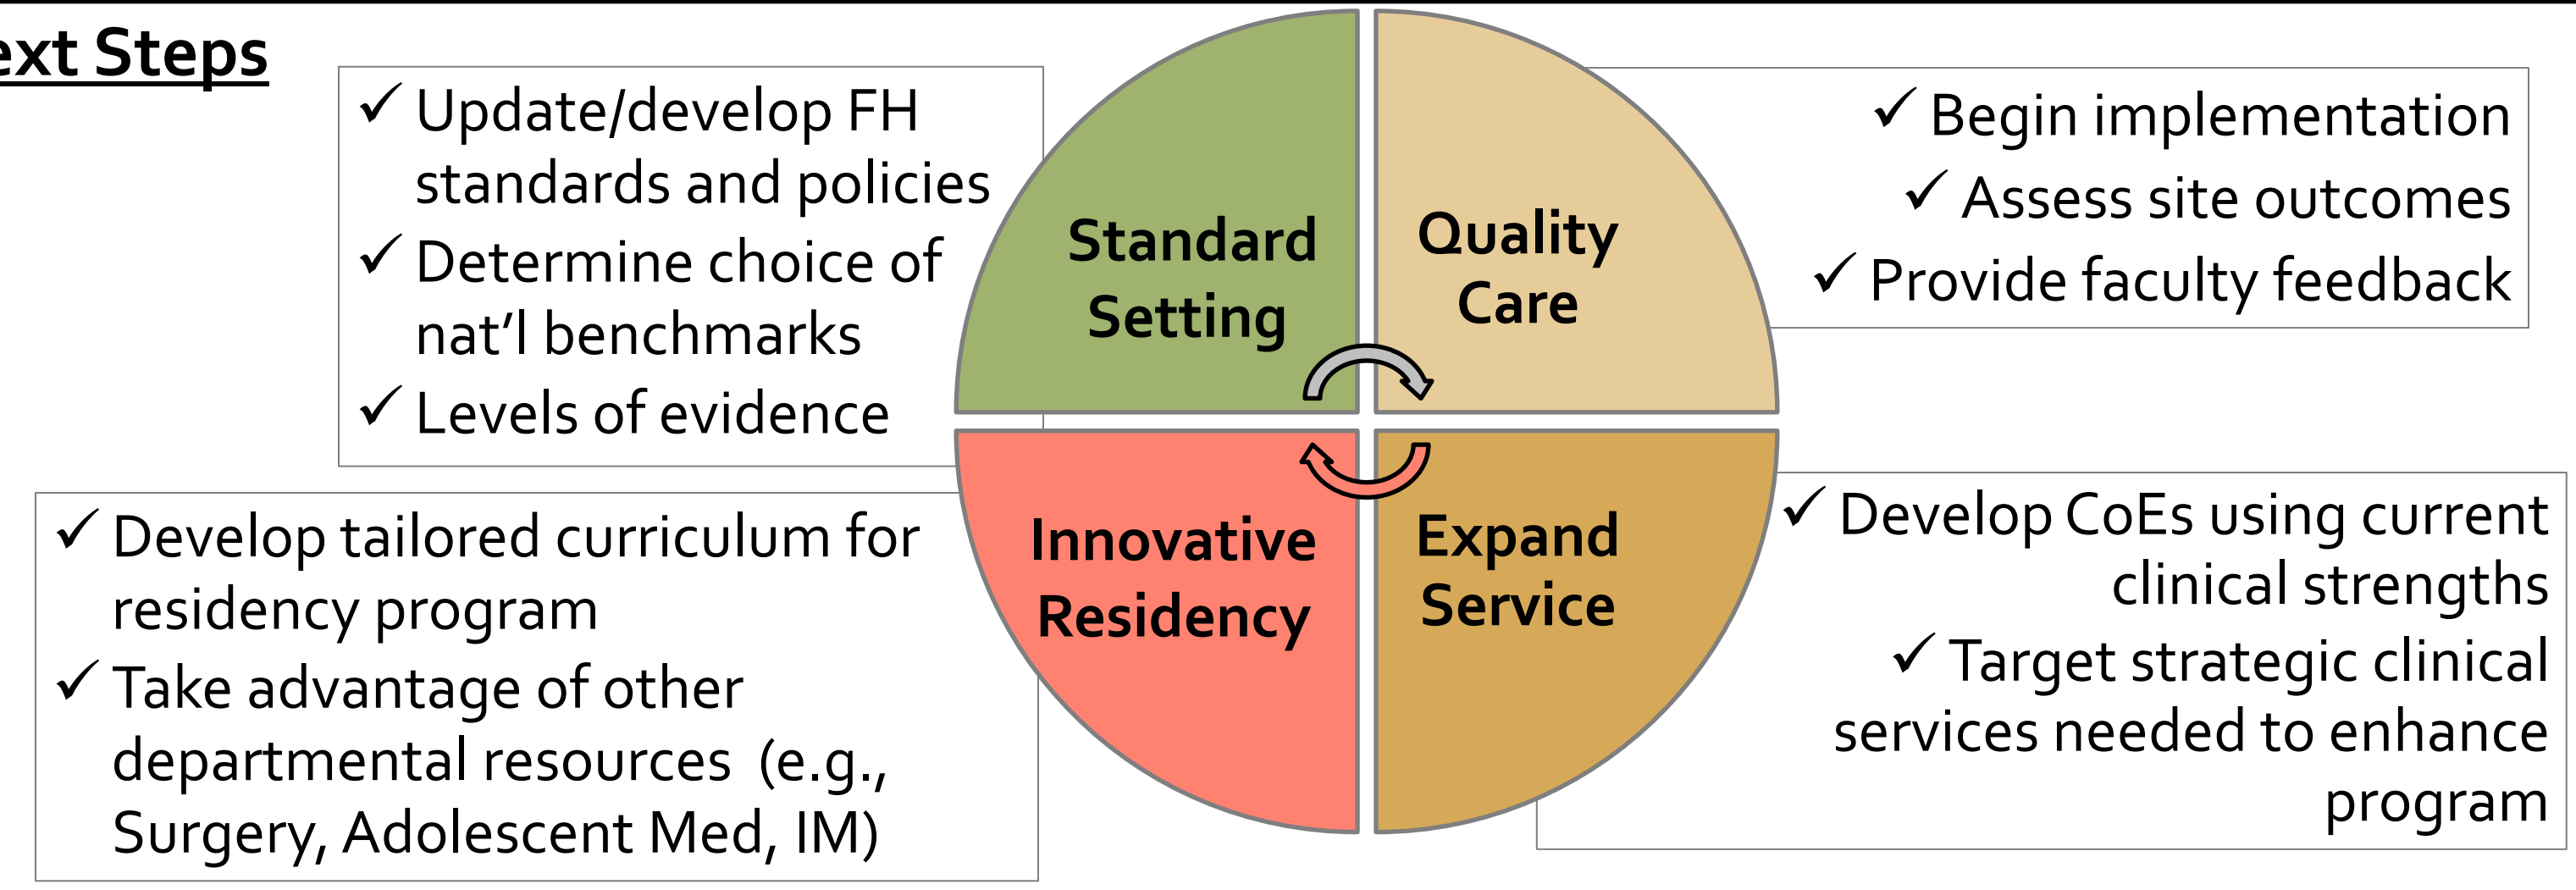 ext Steps
✓ Update/develop FH
standards and policies
✓ Determine choice of
nat’l benchmarks
✓ Levels of evidence
Standard
Setting
Quality
Care
✓ Begin implementation
✓ Assess site outcomes
✓ Provide faculty feedback
✓ Develop tailored curriculum for
residency program
✓ Take advantage of other
departmental resources (e.g.,
Surgery, Adolescent Med, IM)
Innovative
Residency
Expand
Service
✓ Develop CoEs using current
clinical strengths
✓ Target strategic clinical
services needed to enhance
program